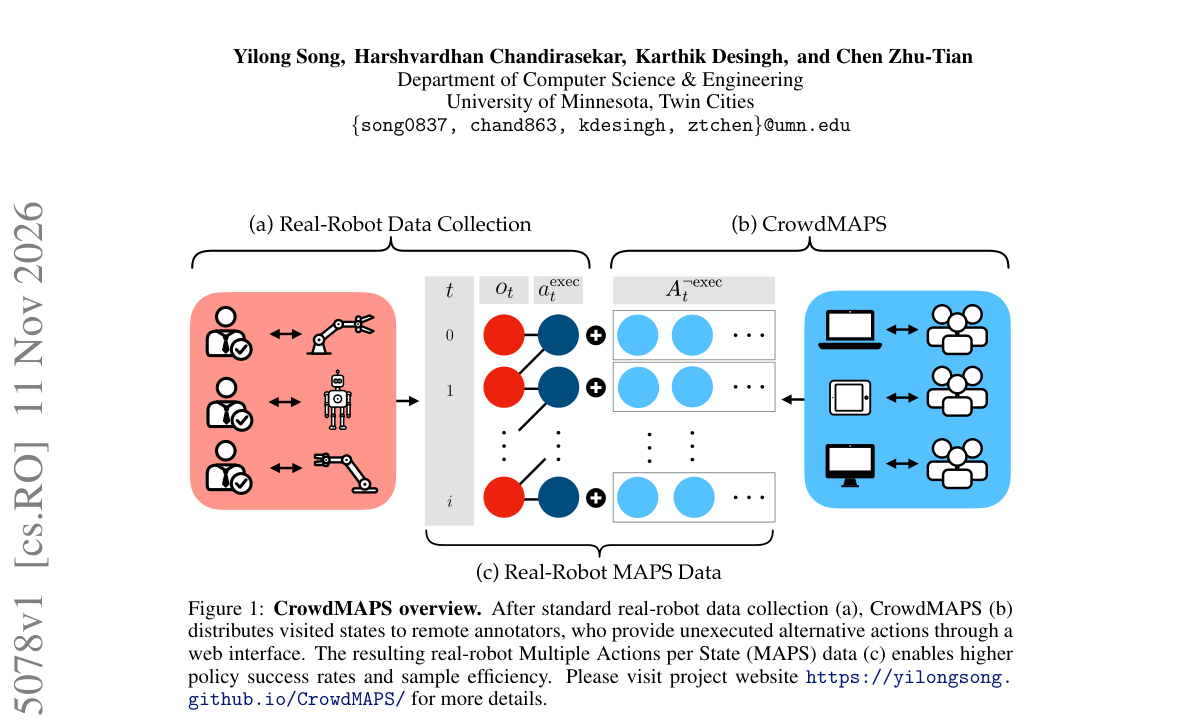 Yilong Song, Harshvardhan Chandirasekar, Karthik Desingh, and Chen Zhu-Tian
Department of Computer Science & Engineering
University of Minnesota, Twin Cities
{song0837, chand863, kdesingh, ztchen}@umn.edu
5078v1 [cs.RO] 11 Nov 2026
(a) Real-Robot Data Collection
(b) CrowdMAPS
t o_t a_t^exec A_t^¬exec
0
1
i
(c) Real-Robot MAPS Data
Figure 1: CrowdMAPS overview. After standard real-robot data collection (a), CrowdMAPS (b)
distributes visited states to remote annotators, who provide unexecuted alternative actions through a
web interface. The resulting real-robot Multiple Actions per State (MAPS) data (c) enables higher
policy success rates and sample efficiency. Please visit project website https://yilongsong.
github.io/CrowdMAPS/ for more details.